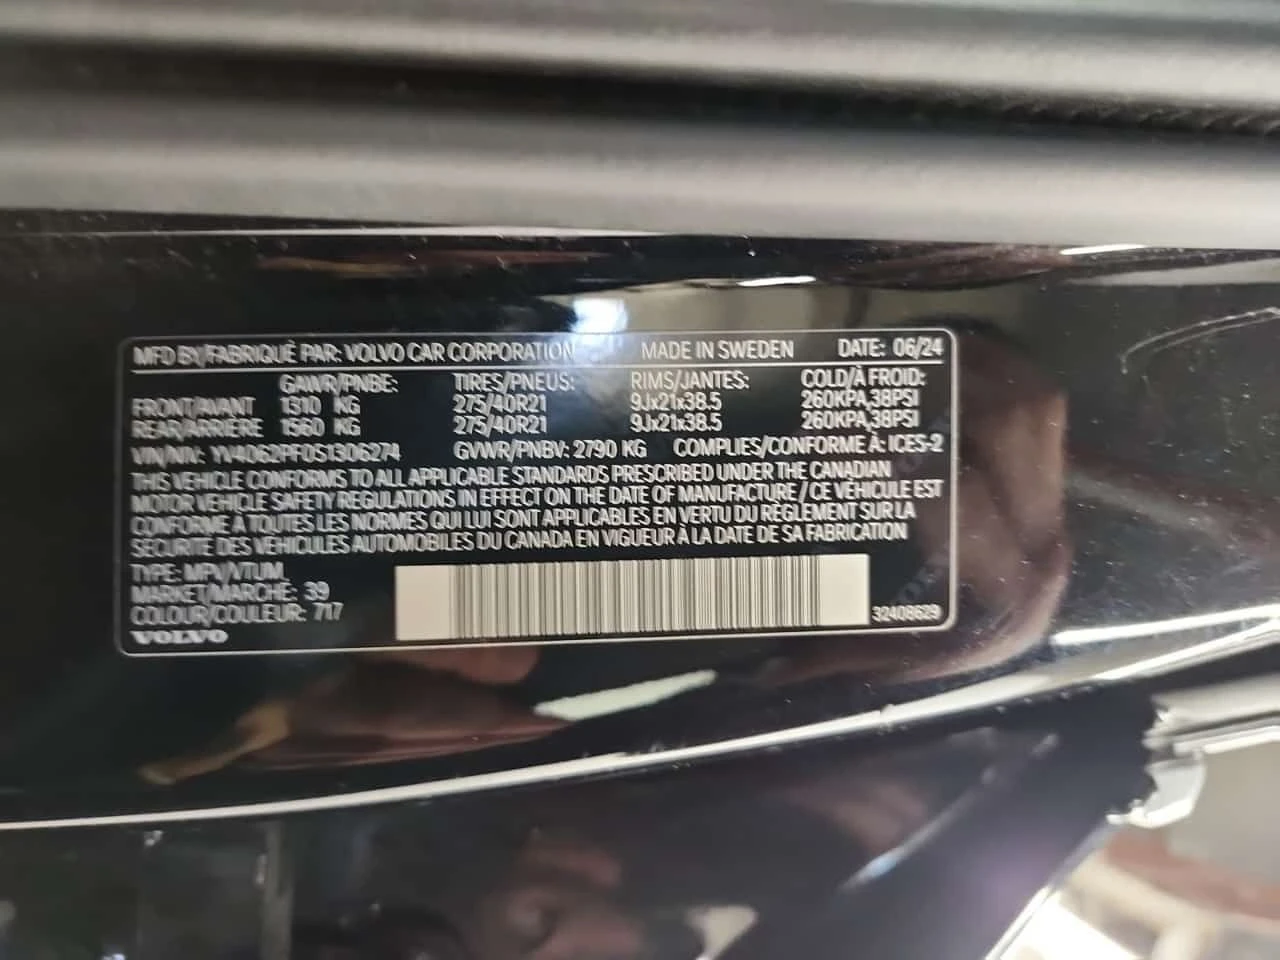 MFD BY/FABRIQUÉ PAR: VOLVO CAR CORPORATION MADE IN SWEDEN DATE: 06/24
GAWR/PNBE: TIRES/PNEUS: RIMS/JANTES: COLD/À FROID:
FRONT/AVANT 1310 KG 275/40R21 9Jx21x38.5 260KPA,38PSI
REAR/ARRIÈRE 1560 KG 275/40R21 9Jx21x38.5 260KPA,38PSI
VIN/NIV: YV4062PF0S1306274 GVWR/PNBV: 2790 KG COMPLIES/CONFORME À: ICES-2
THIS VEHICLE CONFORMS TO ALL APPLICABLE STANDARDS PRESCRIBED UNDER THE CANADIAN
MOTOR VEHICLE SAFETY REGULATIONS IN EFFECT ON THE DATE OF MANUFACTURE / CE VÉHICULE EST
CONFORME À TOUTES LES NORMES QUI LUI SONT APPLICABLES EN VERTU DU RÈGLEMENT SUR LA
SÉCURITÉ DES VÉHICULES AUTOMOBILES DU CANADA EN VIGUEUR À LA DATE DE SA FABRICATION
TYPE: MPV/VTUM
MARKET/MARCHÉ: 39
COLOUR/COULEUR: 717
VOLVO
32408629